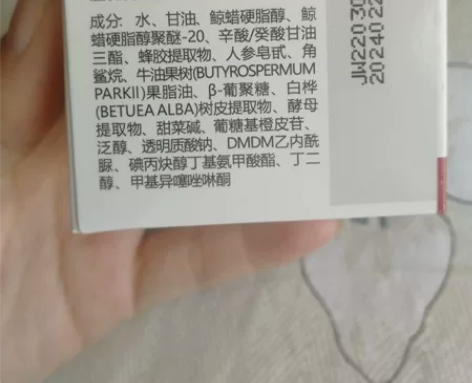 成分: 水、甘油、鲸蜡硬脂醇、鲸
蜡硬脂醇聚醚-20、辛酸/癸酸甘油
三酯、蜂胶提取物、人参皂甙、角
鲨烷、牛油果树(BUTYROSPERMUM
PARKII)果脂油、β-葡聚糖、白桦
(BETUEA ALBA)树皮提取物、酵母
提取物、甜菜碱、葡糖基橙皮苷、
泛醇、透明质酸钠、DMDM乙内酰
脲、碘丙炔醇丁基氨甲酸酯、丁二
醇、甲基异噻唑啉酮
JW22030
2024022